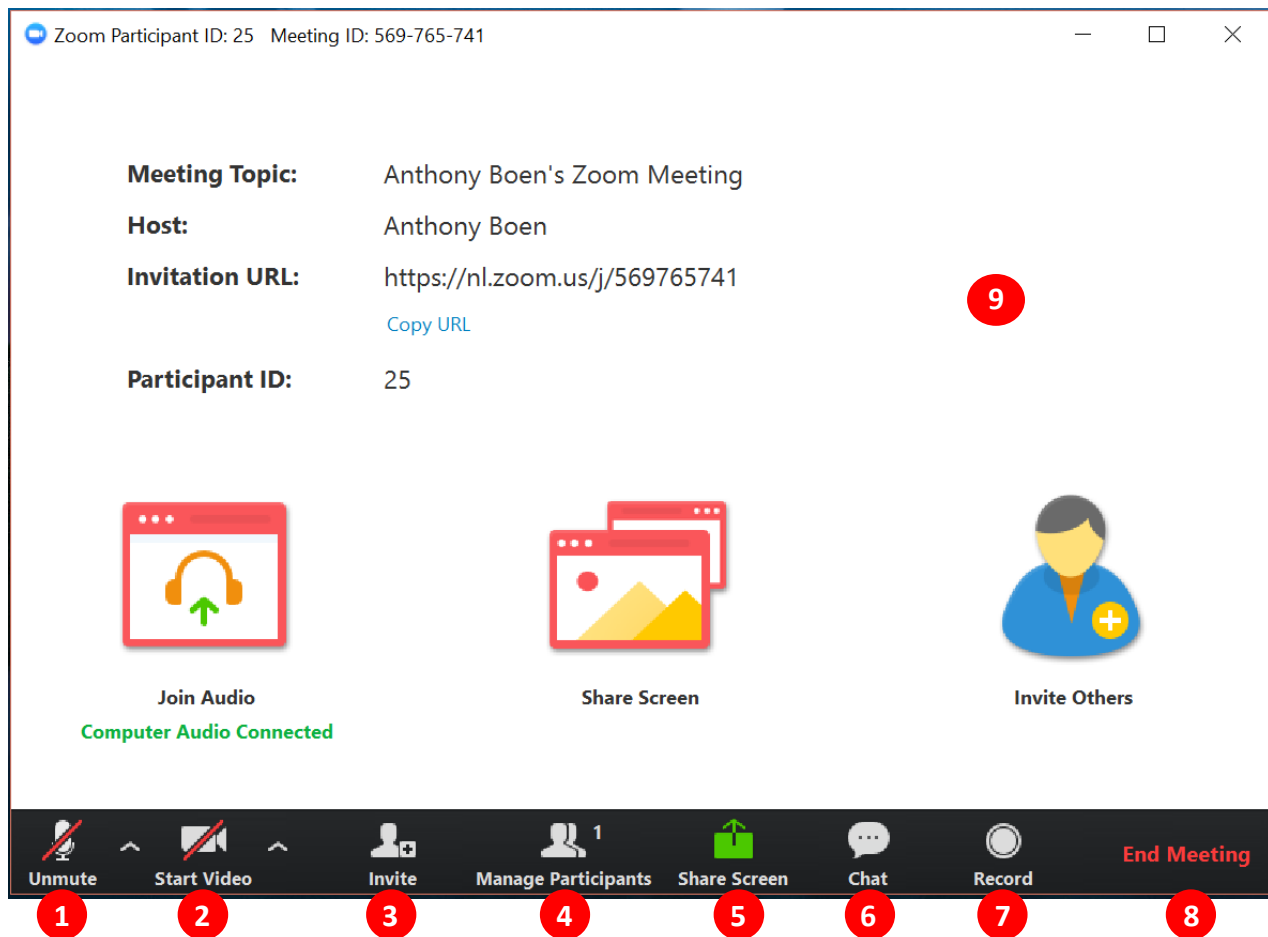 Zoom Participant ID: 25 Meeting ID: 569-765-741
Meeting Topic: Anthony Boen's Zoom Meeting
Host: Anthony Boen
Invitation URL: https://nl.zoom.us/j/569765741
9
Copy URL
Participant ID: 25
Join Audio Share Screen Invite Others
Computer Audio Connected
1
End Meeting
Unmute Start Video Invite Manage Participants Share Screen Chat Record
1 2 3 4 5 6 7 8